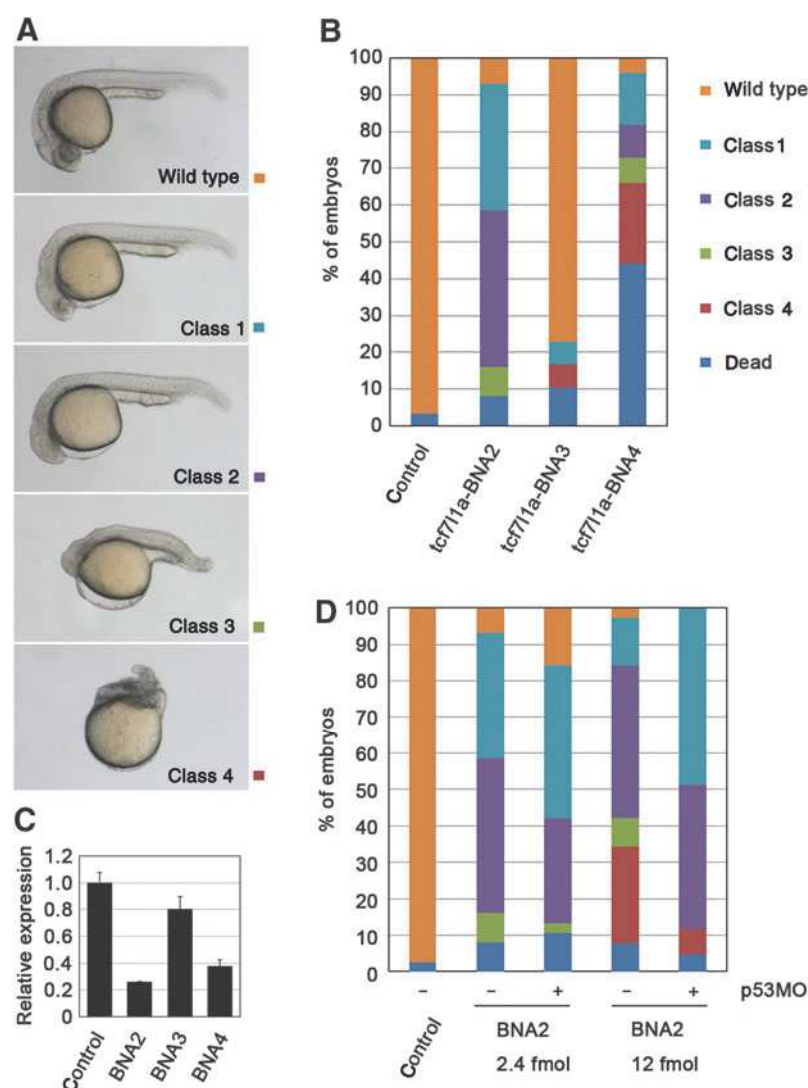 A
Wild type
Class 1
Class 2
Class 3
Class 4
B
% of embryos
100
90
80
70
60
50
40
30
20
10
0
Control
tcf7l1a-BNA2
tcf7l1a-BNA3
tcf7l1a-BNA4
Wild type
Class1
Class 2
Class 3
Class 4
Dead
C
Relative expression
1.2
1.0
0.8
0.6
0.4
0.2
0
Control
BNA2
BNA3
BNA4
D
% of embryos
100
90
80
70
60
50
40
30
20
10
0
– – + – + p53MO
Control
BNA2
2.4 fmol
BNA2
12 fmol